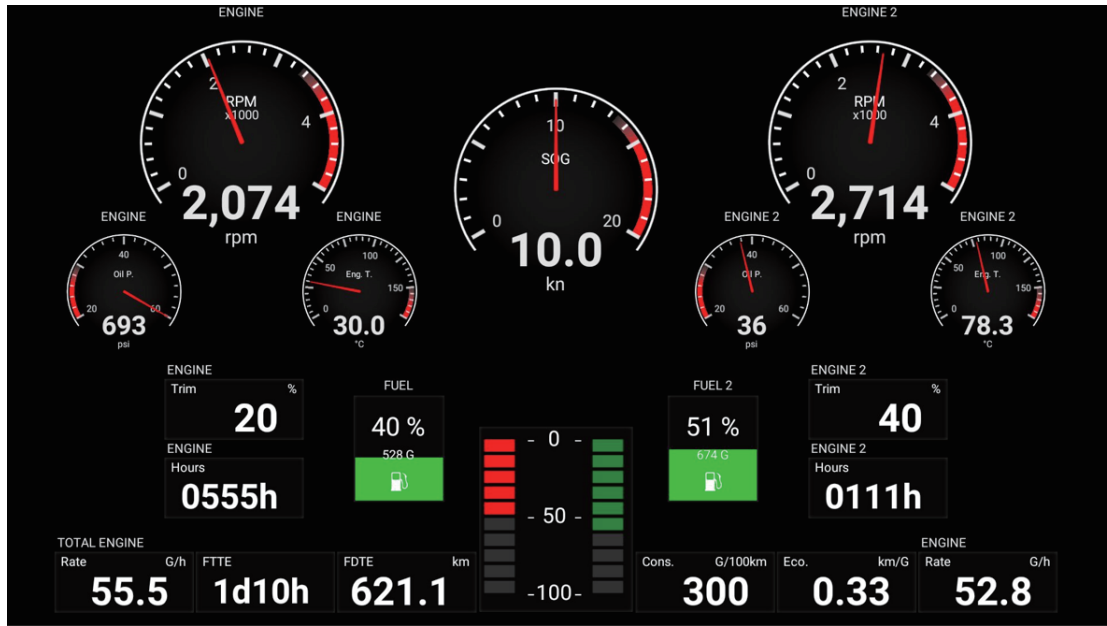 ENGINE
ENGINE 2
2
4
0
RPM
x1000
2,074
rpm
10
SOG
0
20
10.0
kn
2
4
0
RPM
x1000
2,714
rpm
ENGINE
40
Oil P.
20
60
693
psi
ENGINE
50
100
Eng. T.
150
0
30.0
°C
ENGINE 2
40
Oil P.
20
60
36
psi
ENGINE 2
50
100
Eng. T.
150
0
78.3
°C
ENGINE
Trim %
20
ENGINE
Hours
0555h
FUEL
40 %
528 G
- 0 -
- 50 -
-100-
FUEL 2
51 %
674 G
ENGINE 2
Trim %
40
ENGINE 2
Hours
0111h
TOTAL ENGINE
Rate G/h
55.5
FTTE
1d10h
FDTE km
621.1
Cons. G/100km
300
Eco. km/G
0.33
ENGINE
Rate G/h
52.8